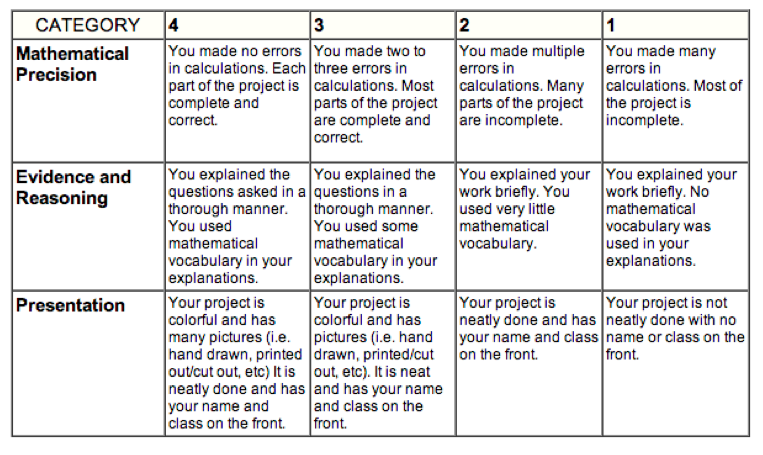 CATEGORY 4 3 2 1
Mathematical Precision
You made no errors
in calculations. Each
part of the project is
complete and
correct.
You made two to
three errors in
calculations. Most
parts of the project
are complete and
correct.
You made multiple
errors in
calculations. Many
parts of the project
are incomplete.
You made many
errors in
calculations. Most of
the project is
incomplete.
Evidence and
Reasoning
You explained the
questions asked in a
thorough manner.
You used
mathematical
vocabulary in your
explanations.
You explained the
questions in a
thorough manner.
You used some
mathematical
vocabulary in your
explanations.
You explained your
work briefly. You
used very little
mathematical
vocabulary.
You explained your
work briefly. No
mathematical
vocabulary was
used in your
explanations.
Presentation
Your project is
colorful and has
many pictures (i.e.
hand drawn, printed
out/cut out, etc) It is
neatly done and has
your name and
class on the front.
Your project is
colorful and has
pictures (i.e. hand
drawn, printed/cut
out, etc). It is neat
and has your name
and class on the
front.
Your project is
neatly done and has
your name and class
on the front.
Your project is not
neatly done with no
name or class on the
front.